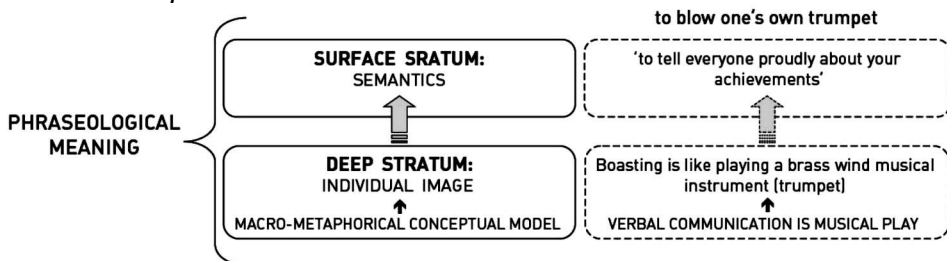 to blow one's own trumpet
SURFACE SRATUM:
SEMANTICS
'to tell everyone proudly about your
achievements'
PHRASEOLOGICAL
MEANING
DEEP STRATUM:
INDIVIDUAL IMAGE
MACRO-METAPHORICAL CONCEPTUAL MODEL
Boasting is like playing a brass wind musical
instrument (trumpet)
VERBAL COMMUNICATION IS MUSICAL PLAY